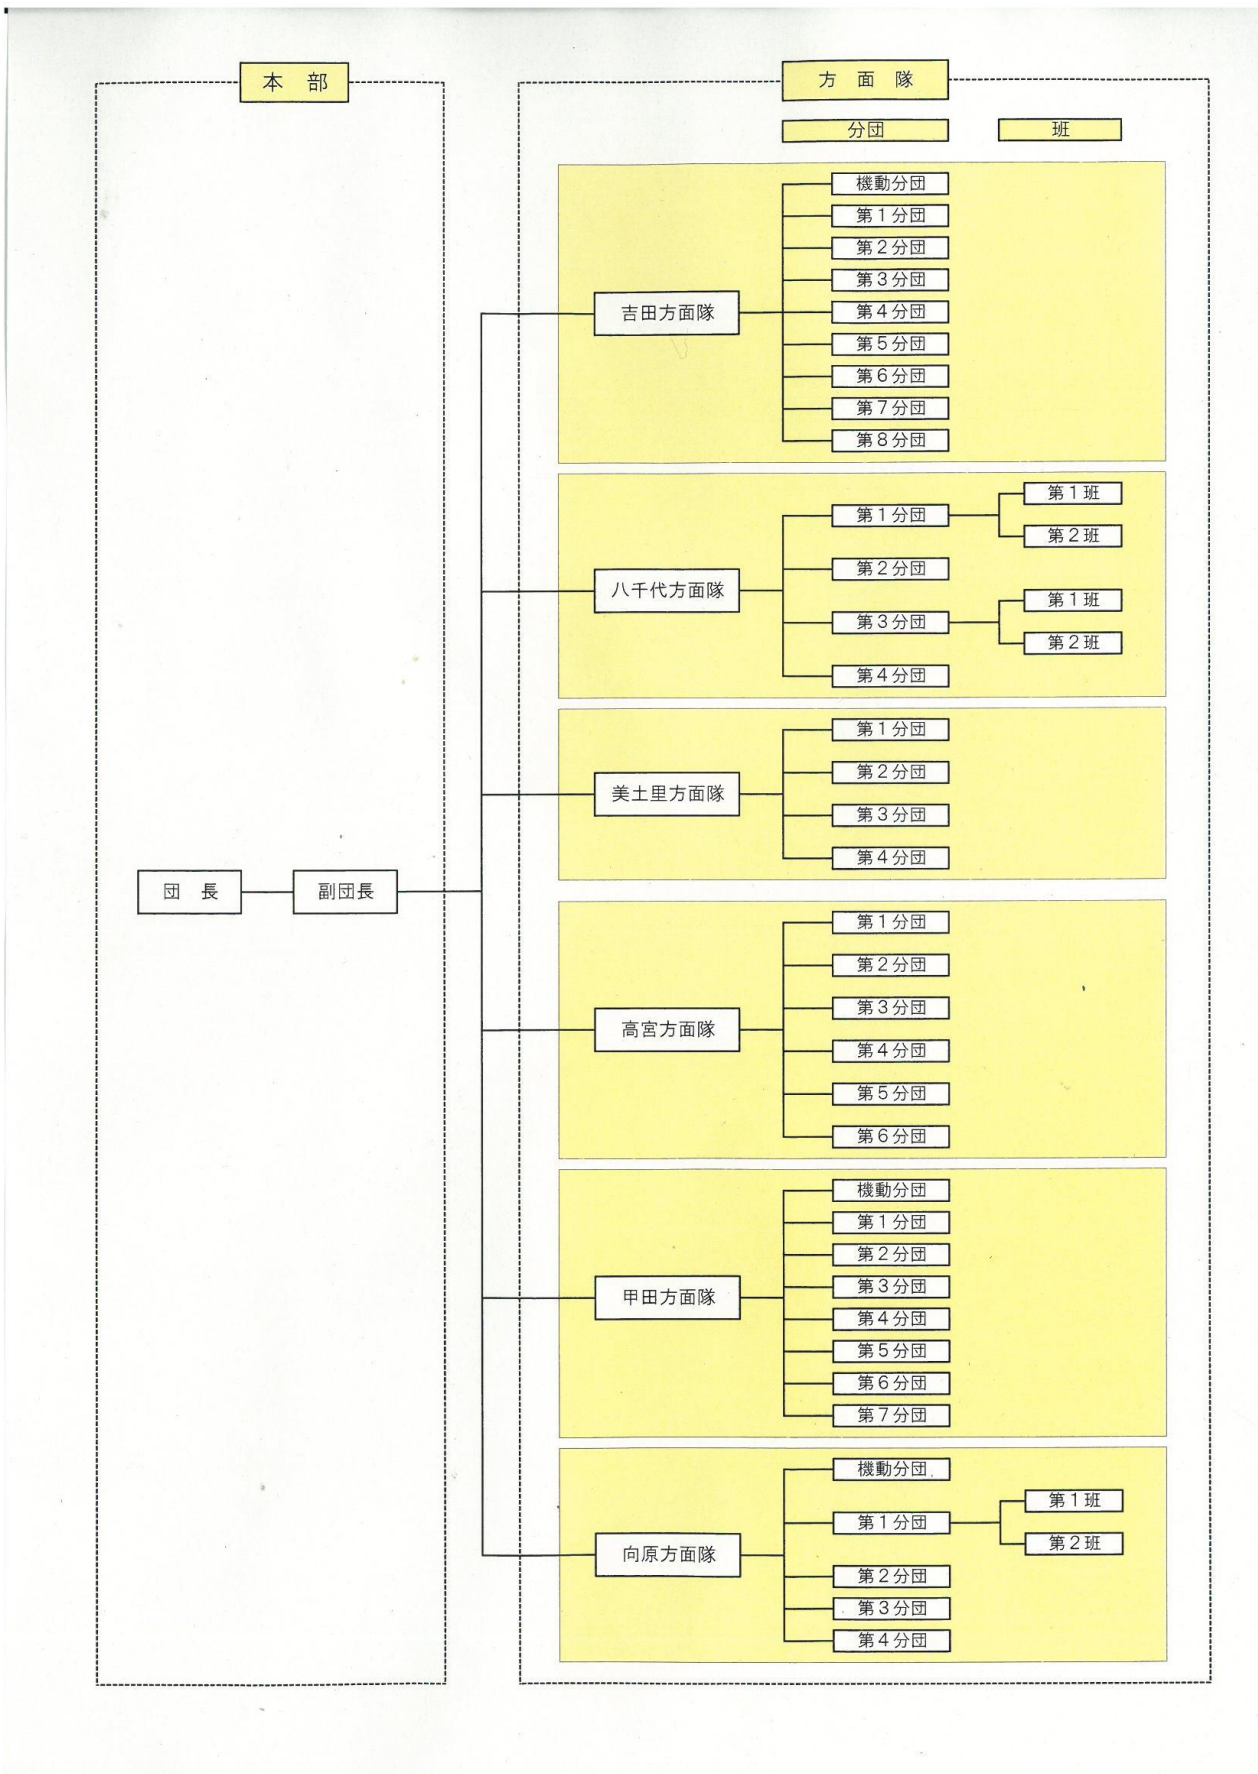 本　部
方　面　隊
分団
班
機動分団
第１分団
第２分団
第３分団
吉田方面隊
第４分団
第５分団
第６分団
第７分団
第８分団
第１班
第１分団
第２班
第２分団
八千代方面隊
第１班
第３分団
第２班
第４分団
第１分団
第２分団
美土里方面隊
第３分団
第４分団
団　長
副団長
第１分団
第２分団
第３分団
高宮方面隊
第４分団
第５分団
第６分団
機動分団
第１分団
第２分団
第３分団
甲田方面隊
第４分団
第５分団
第６分団
第７分団
機動分団
第１班
第１分団
第２班
向原方面隊
第２分団
第３分団
第４分団